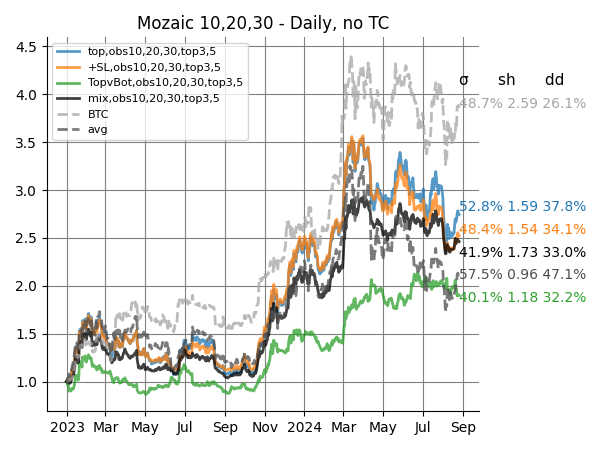 Mozaic 10,20,30 - Daily, no TC
top,obs10,20,30,top3,5
+SL,obs10,20,30,top3,5
TopvBot,obs10,20,30,top3,5
mix,obs10,20,30,top3,5
BTC
avg
σ sh dd
48.7% 2.59 26.1%
52.8% 1.59 37.8%
48.4% 1.54 34.1%
41.9% 1.73 33.0%
57.5% 0.96 47.1%
40.1% 1.18 32.2%
4.5
4.0
3.5
3.0
2.5
2.0
1.5
1.0
2023 Mar May Jul Sep Nov 2024 Mar May Jul Sep